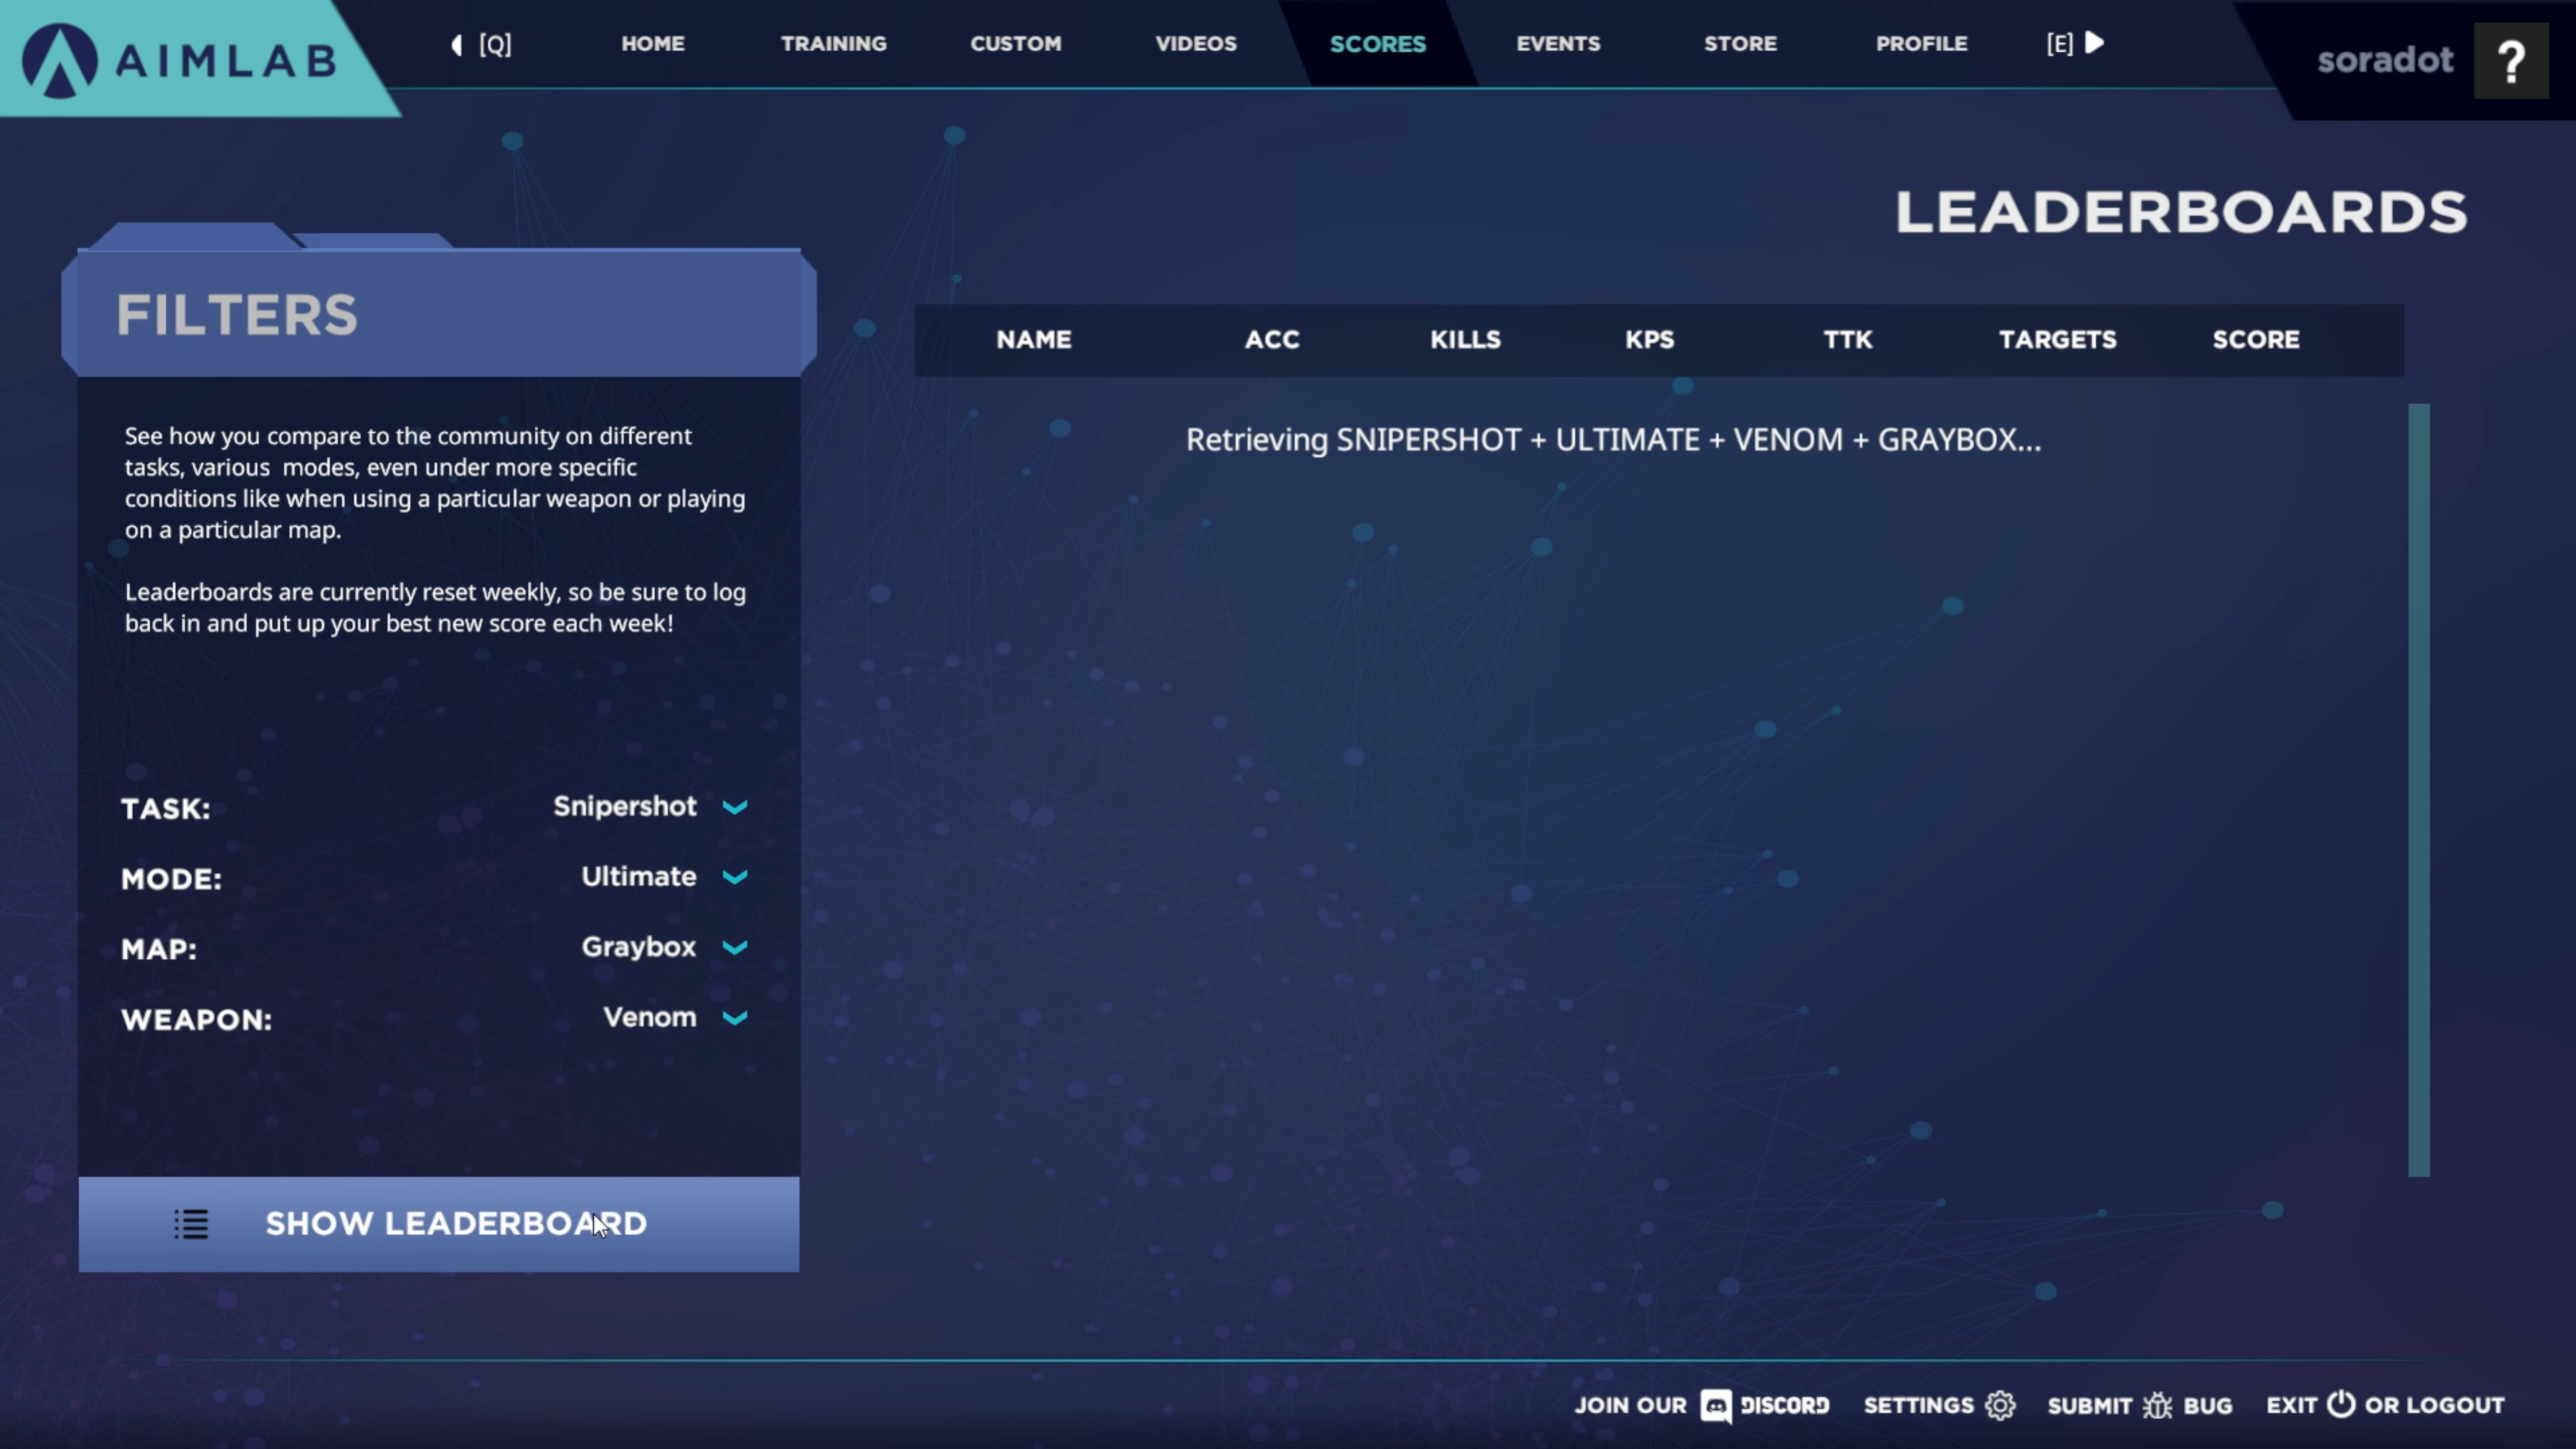 AIMLAB
[Q] HOME TRAINING CUSTOM VIDEOS SCORES EVENTS STORE PROFILE [E]
soradot ?
LEADERBOARDS
FILTERS
See how you compare to the community on different
tasks, various  modes, even under more specific
conditions like when using a particular weapon or playing
on a particular map.
Leaderboards are currently reset weekly, so be sure to log
back in and put up your best new score each week!
TASK: Snipershot
MODE: Ultimate
MAP: Graybox
WEAPON: Venom
SHOW LEADERBOARD
NAME ACC KILLS KPS TTK TARGETS SCORE
Retrieving SNIPERSHOT + ULTIMATE + VENOM + GRAYBOX...
JOIN OUR DISCORD SETTINGS SUBMIT BUG EXIT OR LOGOUT